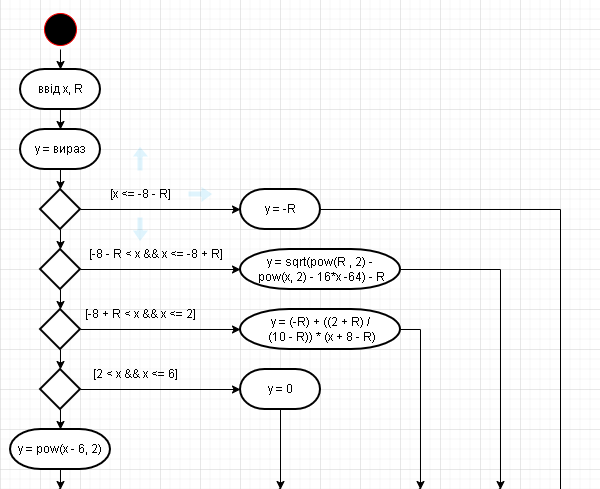 ввід x, R
y = вираз
[x <= -8 - R]
y = -R
[-8 - R < x && x <= -8 + R]
y = sqrt(pow(R , 2) -
pow(x, 2) - 16*x -64) - R
[-8 + R < x && x <= 2]
y = (-R) + ((2 + R) /
(10 - R)) * (x + 8 - R)
[2 < x && x <= 6]
y = 0
y = pow(x - 6, 2)